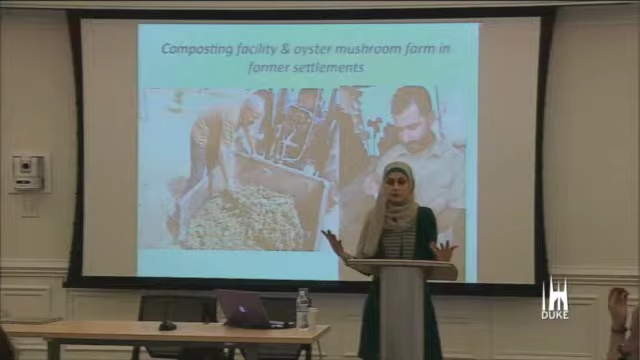 Composting facility & oyster mushroom farm in
former settlements
DUKE